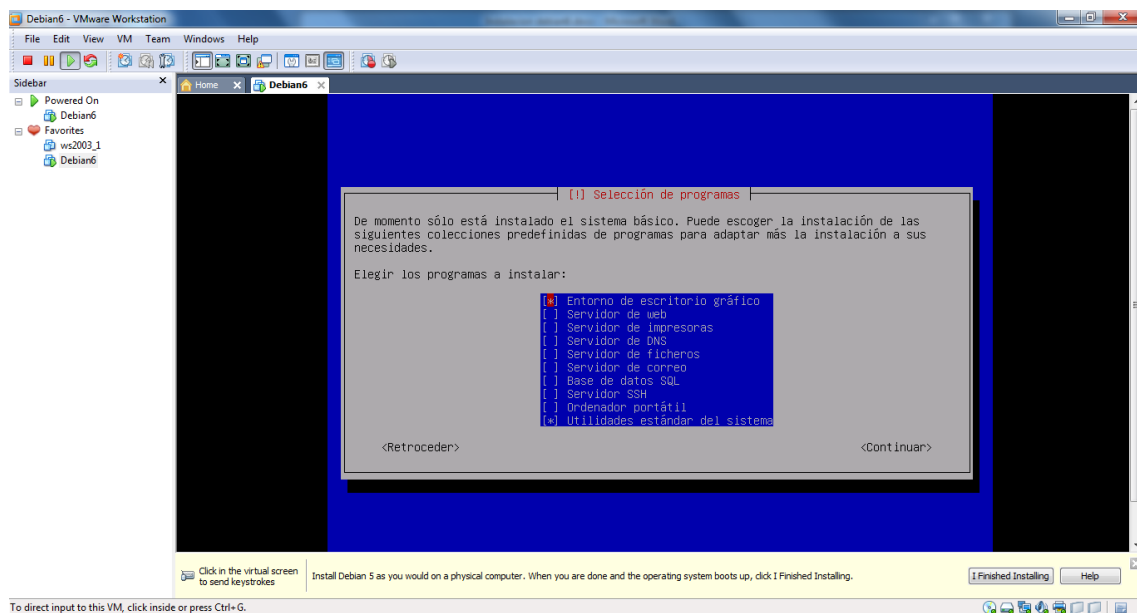 Debian6 - VMware Workstation
File Edit View VM Team Windows Help
Sidebar
Powered On
Debian6
Favorites
ws2003_1
Debian6
Home
Debian6
[!] Selección de programas
De momento sólo está instalado el sistema básico. Puede escoger la instalación de las
siguientes colecciones predefinidas de programas para adaptar más la instalación a sus
necesidades.
Elegir los programas a instalar:
[*] Entorno de escritorio gráfico
[ ] Servidor de web
[ ] Servidor de impresoras
[ ] Servidor de DNS
[ ] Servidor de ficheros
[ ] Servidor de correo
[ ] Base de datos SQL
[ ] Servidor SSH
[ ] Ordenador portátil
[*] Utilidades estándar del sistema
<Retroceder> <Continuar>
Click in the virtual screen
to send keystrokes
Install Debian 5 as you would on a physical computer. When you are done and the operating system boots up, click I Finished Installing.
I Finished Installing
Help
To direct input to this VM, click inside or press Ctrl+G.